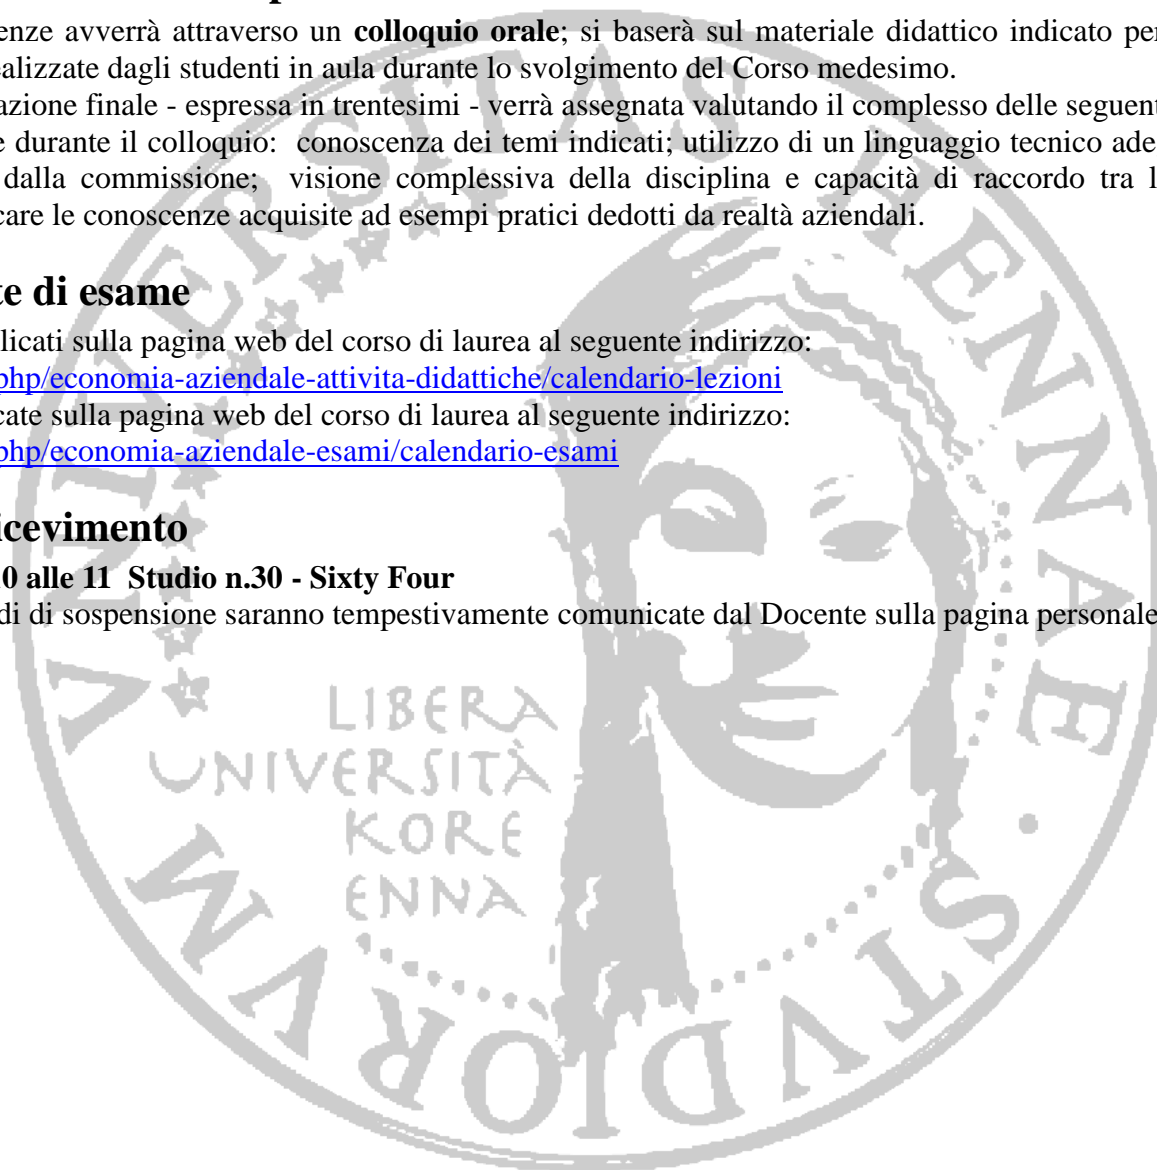 enze avverrà attraverso un colloquio orale; si baserà sul materiale didattico indicato per
ealizzate dagli studenti in aula durante lo svolgimento del Corso medesimo.
azione finale - espressa in trentesimi - verrà assegnata valutando il complesso delle seguent
e durante il colloquio: conoscenza dei temi indicati; utilizzo di un linguaggio tecnico ade
dalla commissione; visione complessiva della disciplina e capacità di raccordo tra l
care le conoscenze acquisite ad esempi pratici dedotti da realtà aziendali.
te di esame
licati sulla pagina web del corso di laurea al seguente indirizzo:
php/economia-aziendale-attivita-didattiche/calendario-lezioni
cate sulla pagina web del corso di laurea al seguente indirizzo:
php/economia-aziendale-esami/calendario-esami
icevimento
0 alle 11 Studio n.30 - Sixty Four
di di sospensione saranno tempestivamente comunicate dal Docente sulla pagina personale
LIBERA
UNIVERSITÀ
KORE
ENNA
VNIVERSITAS HENNAE · STVDIORVM